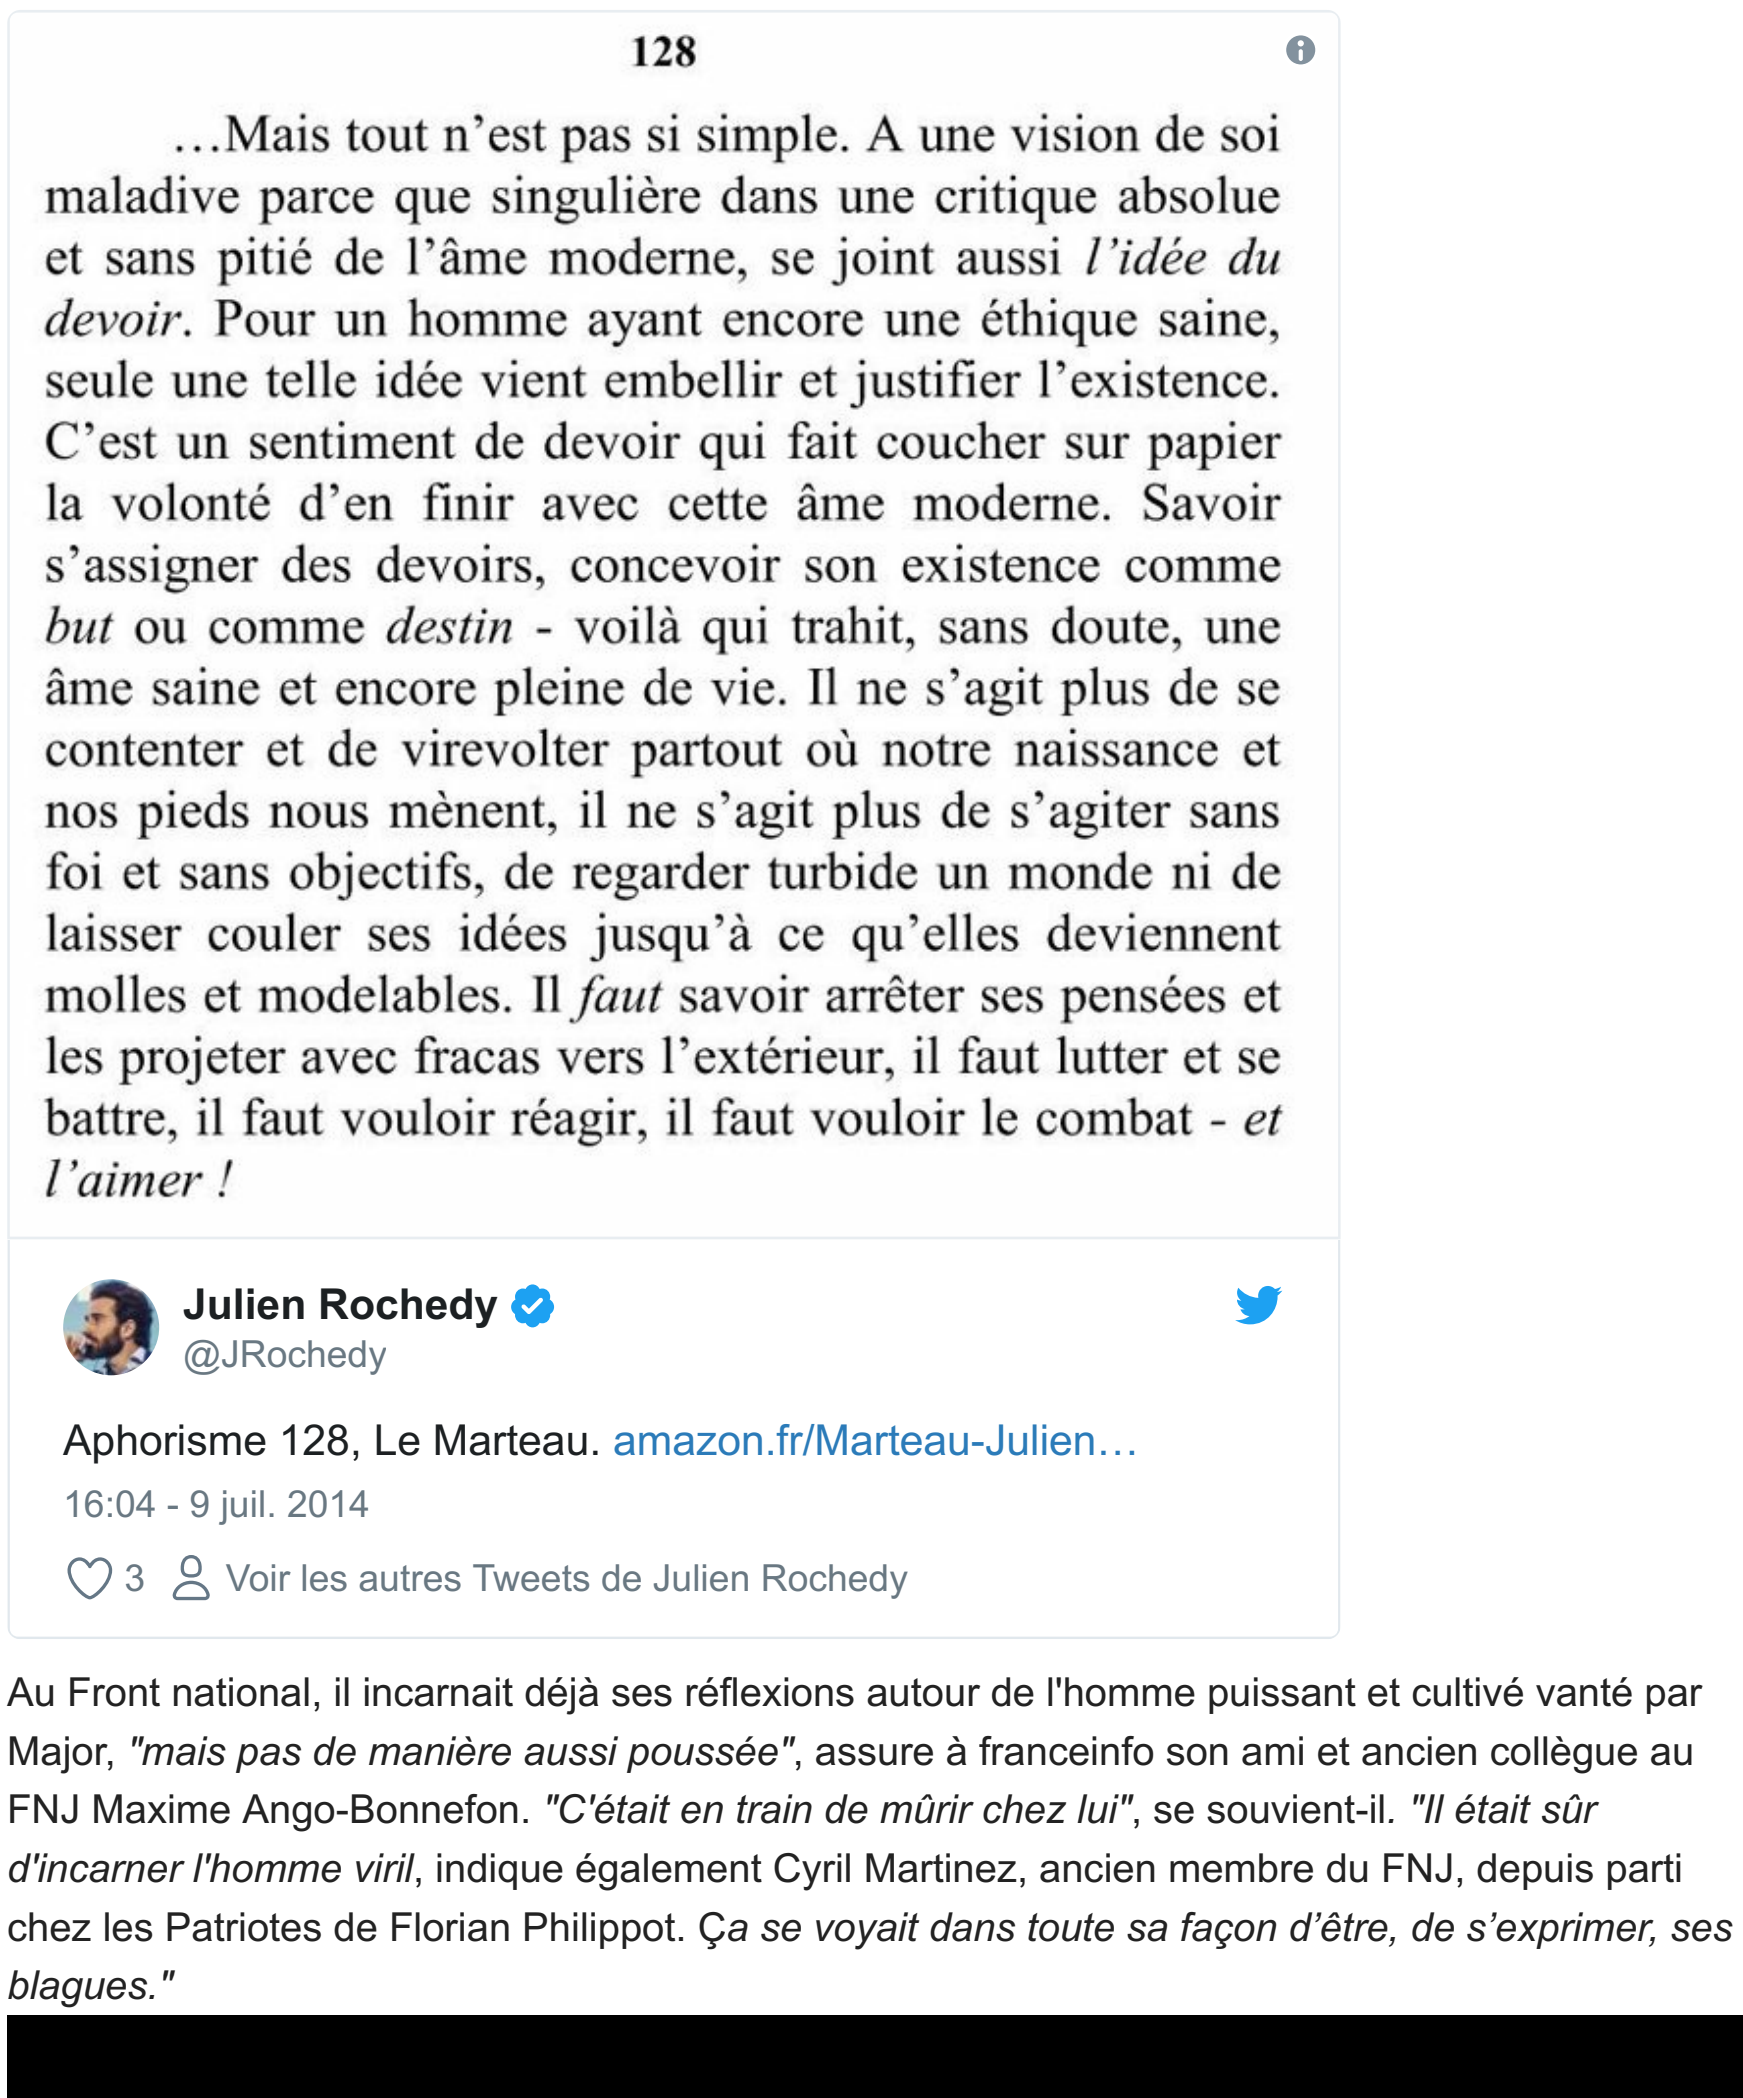 128
…Mais tout n’est pas si simple. A une vision de soi
maladive parce que singulière dans une critique absolue
et sans pitié de l’âme moderne, se joint aussi l’idée du
devoir. Pour un homme ayant encore une éthique saine,
seule une telle idée vient embellir et justifier l’existence.
C’est un sentiment de devoir qui fait coucher sur papier
la volonté d’en finir avec cette âme moderne. Savoir
s’assigner des devoirs, concevoir son existence comme
but ou comme destin - voilà qui trahit, sans doute, une
âme saine et encore pleine de vie. Il ne s’agit plus de se
contenter et de virevolter partout où notre naissance et
nos pieds nous mènent, il ne s’agit plus de s’agiter sans
foi et sans objectifs, de regarder turbide un monde ni de
laisser couler ses idées jusqu’à ce qu’elles deviennent
molles et modelables. Il faut savoir arrêter ses pensées et
les projeter avec fracas vers l’extérieur, il faut lutter et se
battre, il faut vouloir réagir, il faut vouloir le combat - et
l’aimer !
Julien Rochedy
@JRochedy
Aphorisme 128, Le Marteau. amazon.fr/Marteau-Julien…
16:04 - 9 juil. 2014
3 Voir les autres Tweets de Julien Rochedy
Au Front national, il incarnait déjà ses réflexions autour de l'homme puissant et cultivé vanté par
Major, "mais pas de manière aussi poussée", assure à franceinfo son ami et ancien collègue au
FNJ Maxime Ango-Bonnefon. "C'était en train de mûrir chez lui", se souvient-il. "Il était sûr
d'incarner l'homme viril, indique également Cyril Martinez, ancien membre du FNJ, depuis parti
chez les Patriotes de Florian Philippot. Ça se voyait dans toute sa façon d’être, de s’exprimer, ses
blagues."